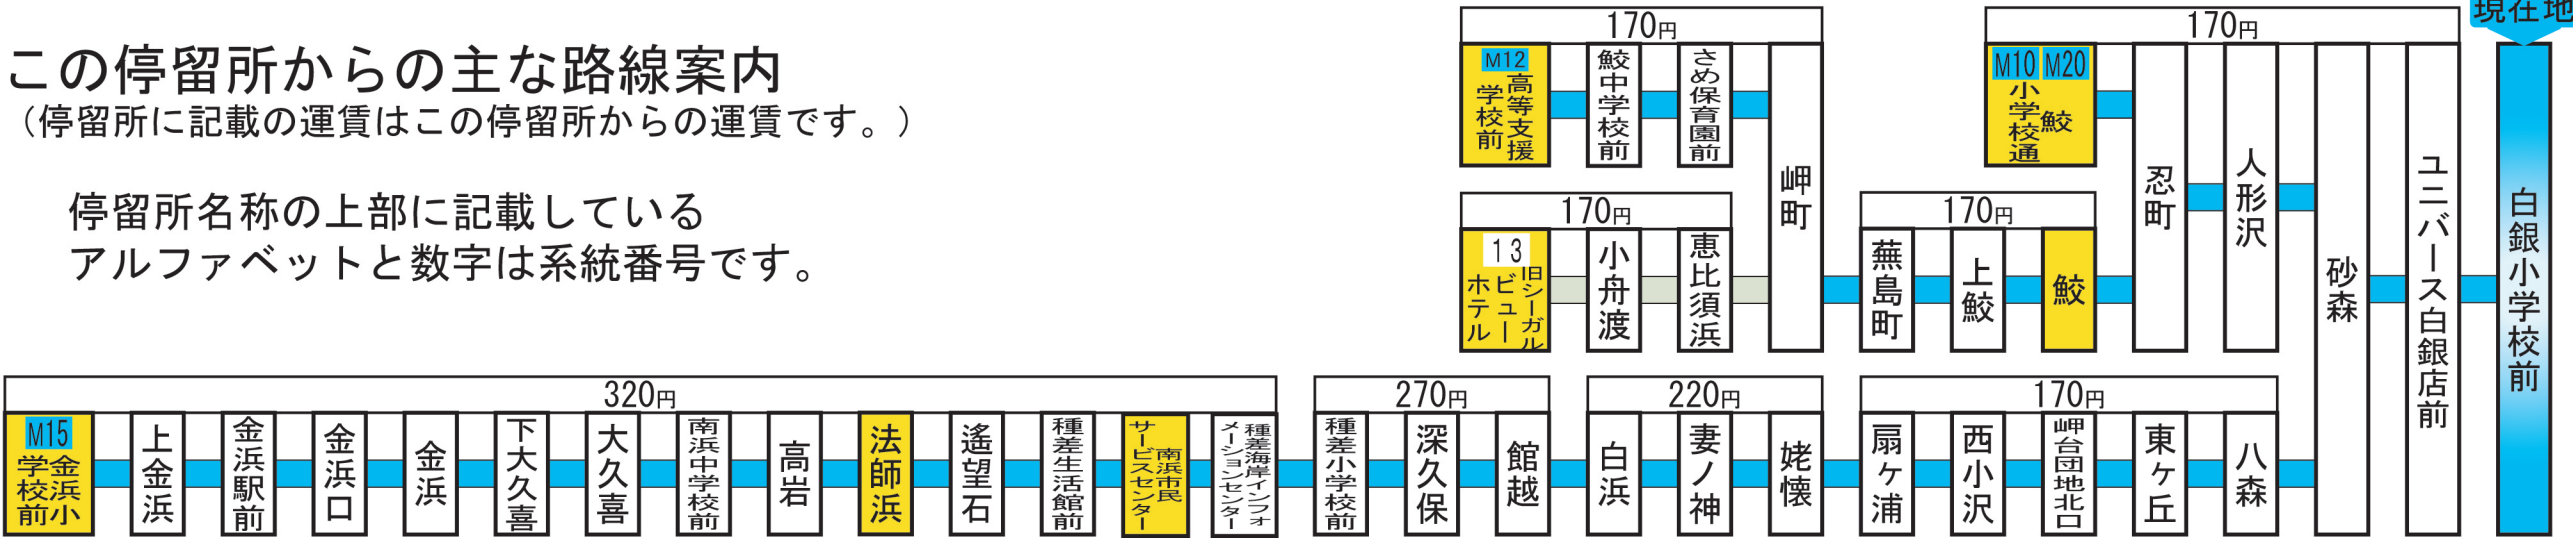 現在地
170円
170円
この停留所からの主な路線案内
（停留所に記載の運賃はこの停留所からの運賃です。）
停留所名称の上部に記載している
アルファベットと数字は系統番号です。
M12
高等支援学校前
鮫中学校前
さめ保育園前
岬町
M10 M20
鮫小学校通
忍町
人形沢
砂森
ユニバース白銀店前
白銀小学校前
170円
13
旧シーガルビューホテル
小舟渡
恵比須浜
170円
蕪島町
上鮫
鮫
320円
270円
220円
170円
M15
金浜小学校前
上金浜
金浜駅前
金浜口
金浜
下大久喜
大久喜
南浜中学校前
高岩
法師浜
遙望石
種差生活館前
南浜市民サービスセンター
種差海岸インフォメーションセンター
種差小学校前
深久保
館越
白浜
妻ノ神
姥懐
扇ヶ浦
西小沢
岬台団地北口
東ヶ丘
八森